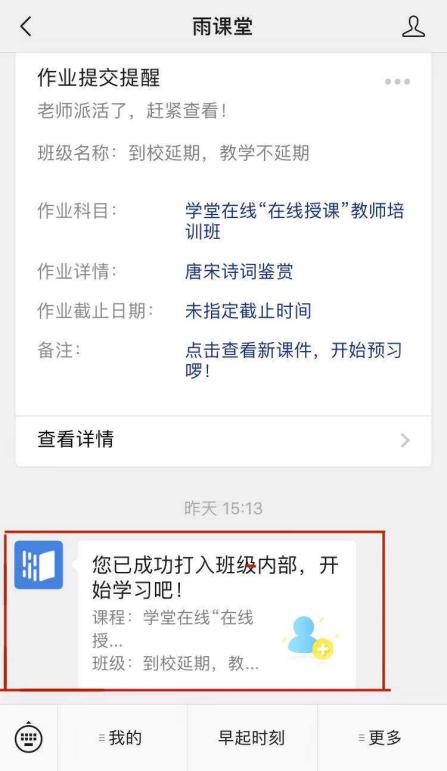 雨课堂
作业提交提醒
老师派活了，赶紧查看！
班级名称：到校延期，教学不延期
作业科目：
学堂在线“在线授课”教师培
训班
作业详情：
唐宋诗词鉴赏
作业截止日期：
未指定截止时间
备注：
点击查看新课件，开始预习
啰！
查看详情
昨天 15:13
您已成功打入班级内部，开
始学习吧！
课程：学堂在线“在线
授...
班级：到校延期，教...
我的
早起时刻
更多